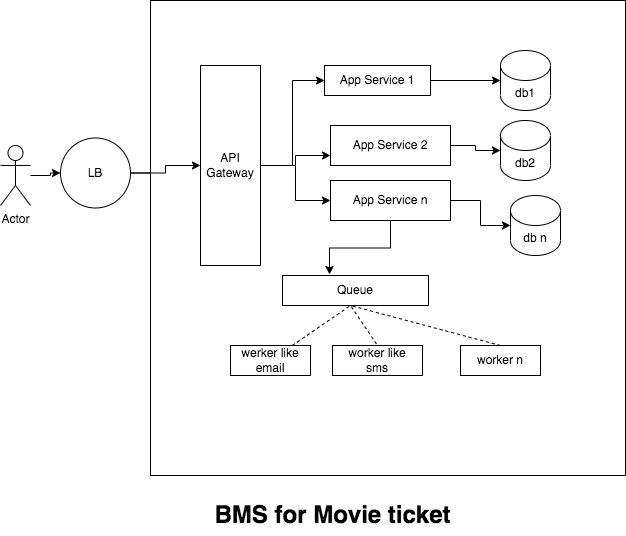 App Service 1
db1
App Service 2
API
Gateway
LB
db2
App Service n
Actor
db n
Queue
werker like
email
worker like
sms
worker n
BMS for Movie ticket